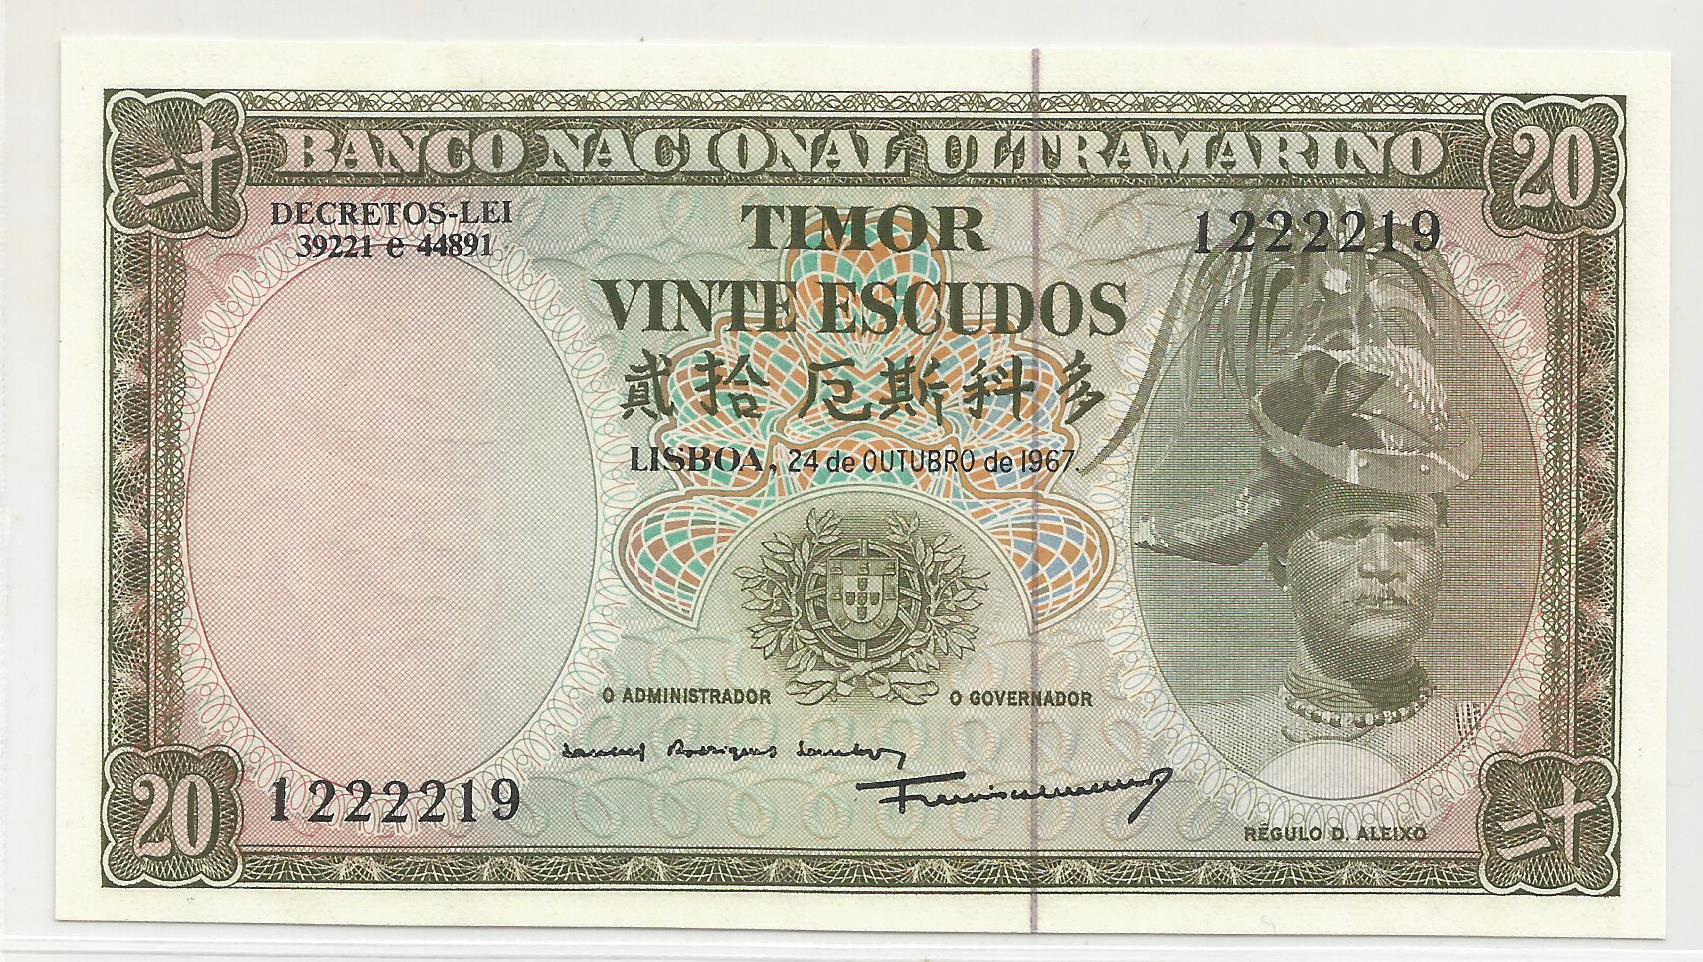 二十
BANCO NACIONAL ULTRAMARINO
20
DECRETOS-LEI
39221 e 44891
TIMOR
1222219
VINTE ESCUDOS
貳拾厄斯科多
LISBOA, 24 de OUTUBRO de 1967
O ADMINISTRADOR
O GOVERNADOR
20
1222219
RÉGULO D. ALEIXO
二十